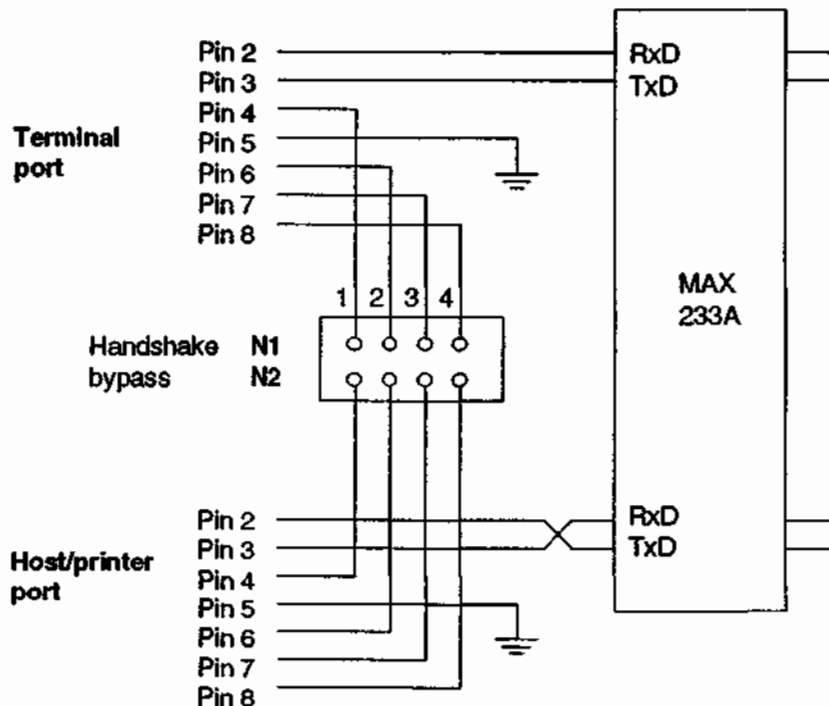 Pin 2
Pin 3
Pin 4
Pin 5
Pin 6
Pin 7
Pin 8
Terminal
port
RxD
TxD
MAX
233A
1 2 3 4
Handshake N1
bypass N2
Pin 2
Pin 3
Pin 4
Pin 5
Pin 6
Pin 7
Pin 8
Host/printer
port
RxD
TxD